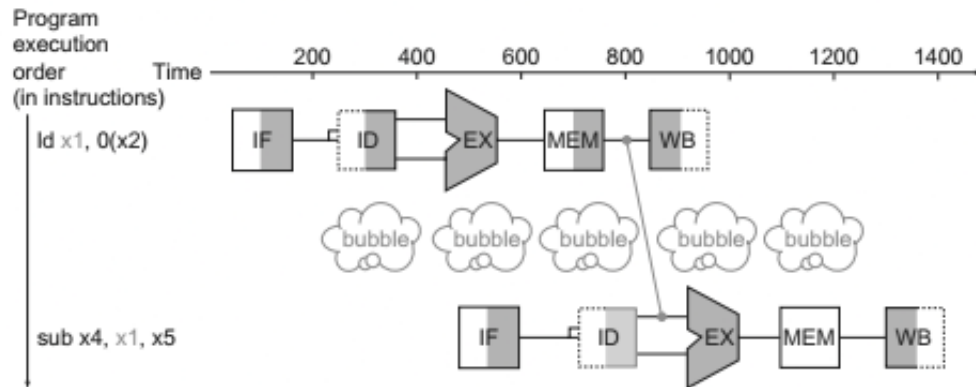 Program
execution
order
(in instructions)
Time
200 400 600 800 1000 1200 1400
ld x1, 0(x2)
IF ID EX MEM WB
bubble bubble bubble bubble bubble
sub x4, x1, x5
IF ID EX MEM WB